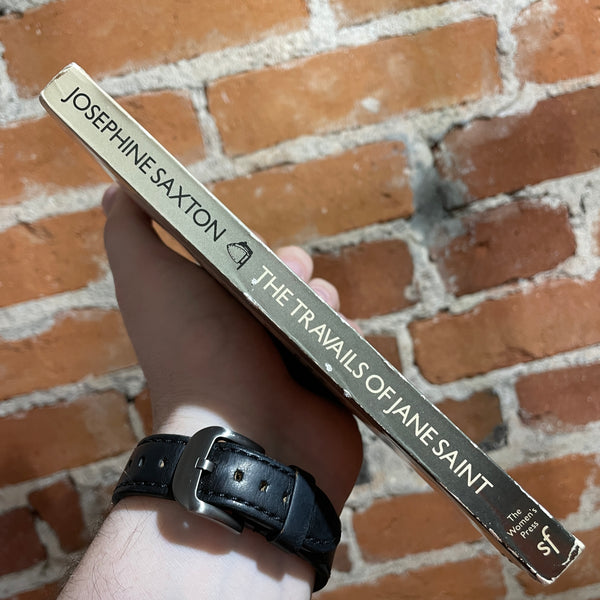 JOSEPHINE SAXTON
THE TRAVAILS OF JANE SAINT
The
Women's
Press
sf